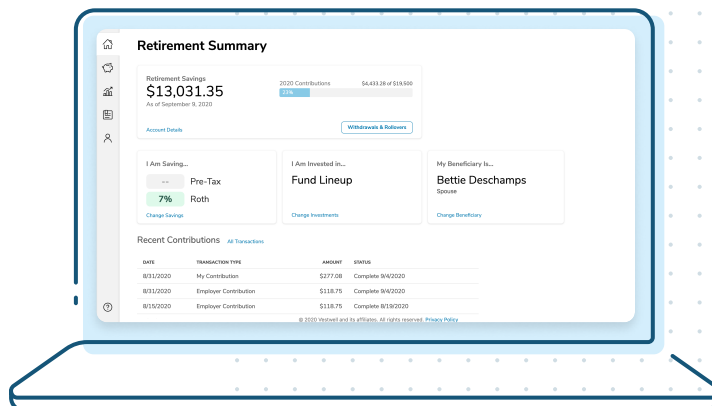 Retirement Summary
Retirement Savings
$13,031.35
As of September 9, 2020
Account Details
2020 Contributions $4,433.28 of $19,500
23%
Withdrawals & Rollovers
I Am Saving...
-- Pre-Tax
7% Roth
Change Savings
I Am Invested in...
Fund Lineup
Change Investments
My Beneficiary Is...
Bettie Deschamps
Spouse
Change Beneficiary
Recent Contributions All Transactions
DATE TRANSACTION TYPE AMOUNT STATUS
8/31/2020 My Contribution $277.08 Complete 9/4/2020
8/31/2020 Employer Contribution $118.75 Complete 9/4/2020
8/15/2020 Employer Contribution $118.75 Complete 8/19/2020
© 2020 Vestwell and its affiliates. All rights reserved. Privacy Policy